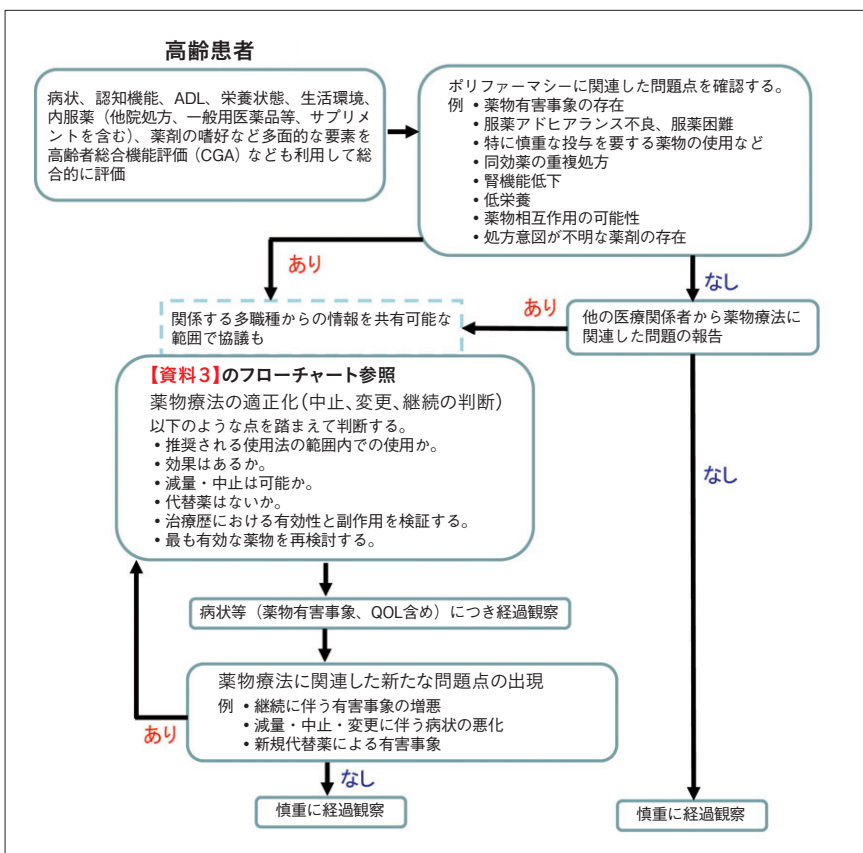 高齢患者
病状、認知機能、ADL、栄養状態、生活環境、
内服薬（他院処方、一般用医薬品等、サプリ
メントを含む）、薬剤の嗜好など多面的な要素を
高齢者総合機能評価（CGA）なども利用して総
合的に評価
ポリファーマシーに関連した問題点を確認する。
例 • 薬物有害事象の存在
• 服薬アドヒアランス不良、服薬困難
• 特に慎重な投与を要する薬物の使用など
• 同効薬の重複処方
• 腎機能低下
• 低栄養
• 薬物相互作用の可能性
• 処方意図が不明な薬剤の存在
あり
なし
関係する多職種からの情報を共有可能な
範囲で協議も
あり
他の医療関係者から薬物療法に
関連した問題の報告
【資料3】のフローチャート参照
薬物療法の適正化（中止、変更、継続の判断）
以下のような点を踏まえて判断する。
• 推奨される使用法の範囲内での使用か。
• 効果はあるか。
• 減量・中止は可能か。
• 代替薬はないか。
• 治療歴における有効性と副作用を検証する。
• 最も有効な薬物を再検討する。
なし
病状等（薬物有害事象、QOL含め）につき経過観察
薬物療法に関連した新たな問題点の出現
例 • 継続に伴う有害事象の増悪
• 減量・中止・変更に伴う病状の悪化
• 新規代替薬による有害事象
あり
なし
慎重に経過観察
慎重に経過観察